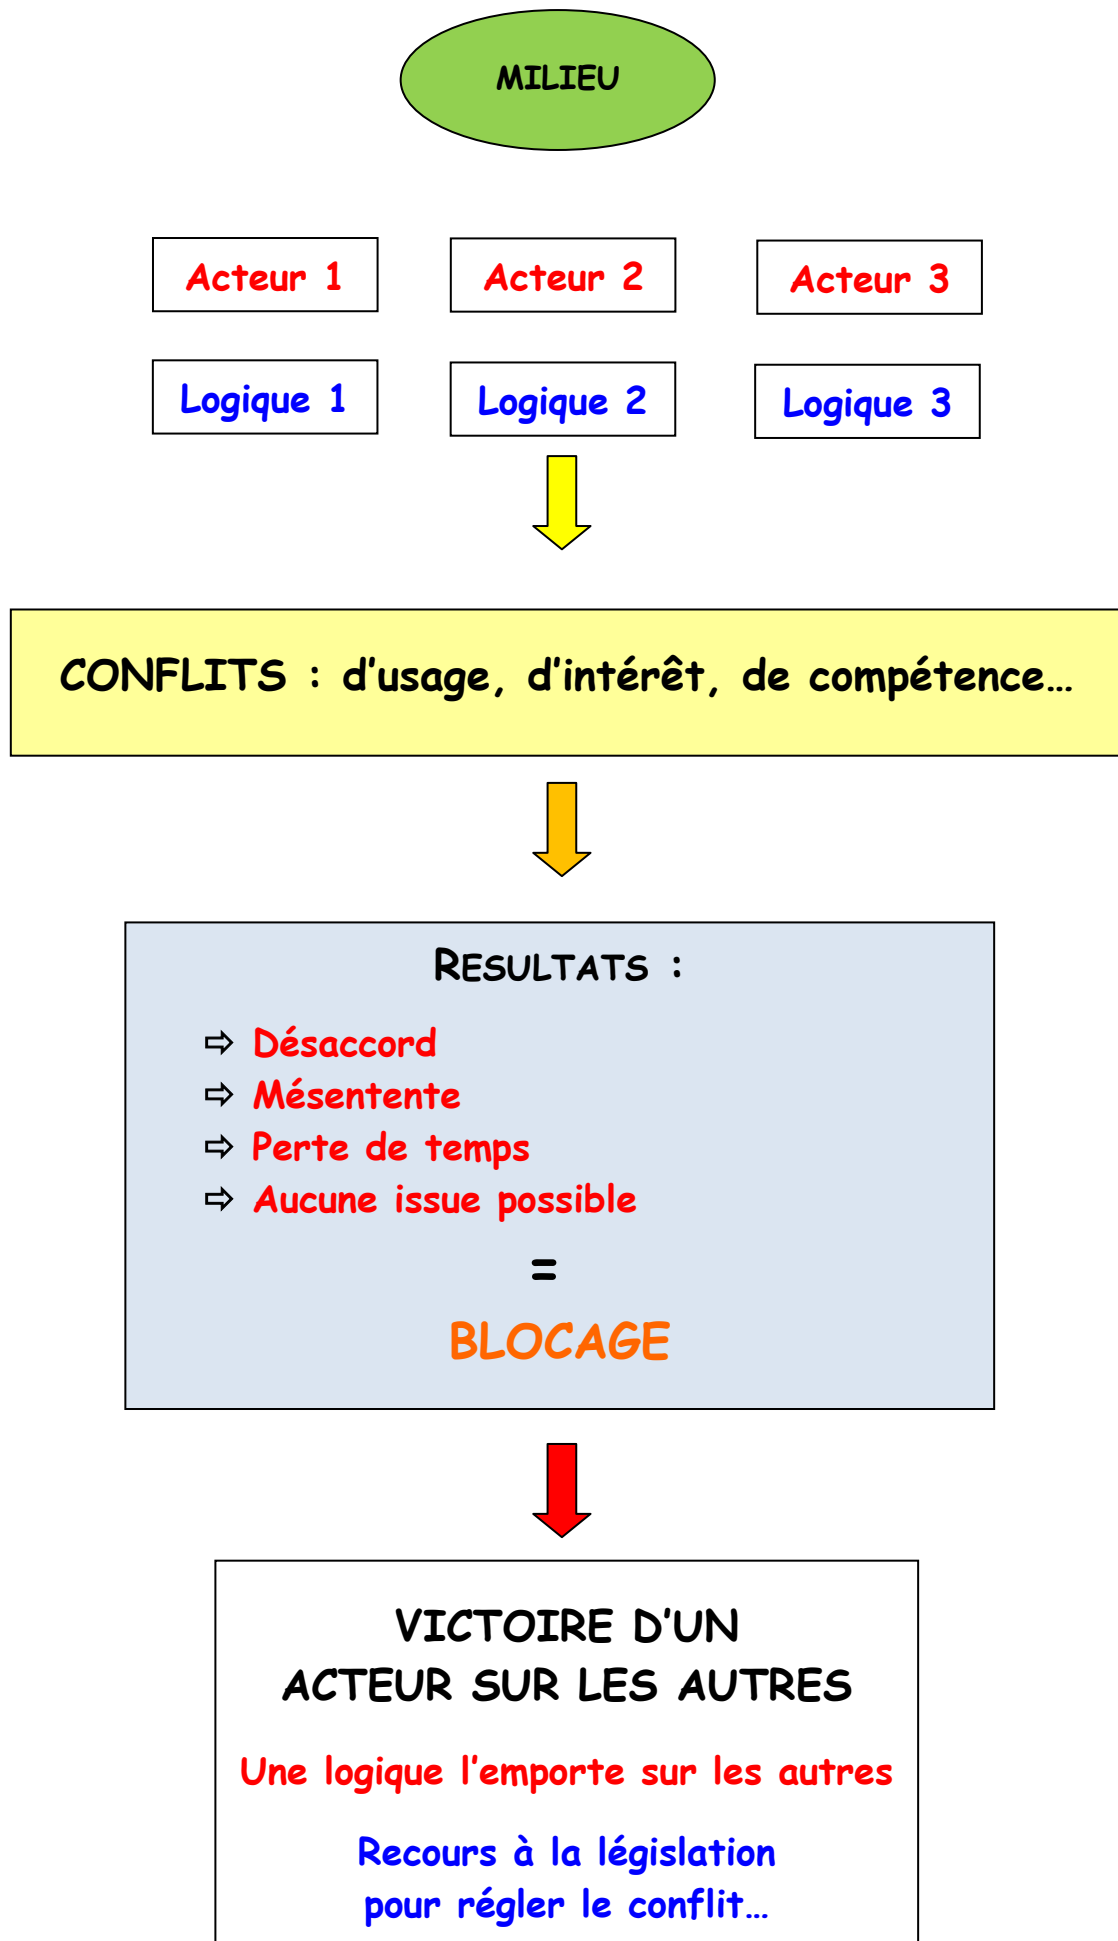 MILIEU
Acteur 1
Acteur 2
Acteur 3
Logique 1
Logique 2
Logique 3
CONFLITS : d’usage, d’intérêt, de compétence…
RESULTATS :
⇨ Désaccord
⇨ Mésentente
⇨ Perte de temps
⇨ Aucune issue possible
=
BLOCAGE
VICTOIRE D’UN
ACTEUR SUR LES AUTRES
Une logique l’emporte sur les autres
Recours à la législation
pour régler le conflit…